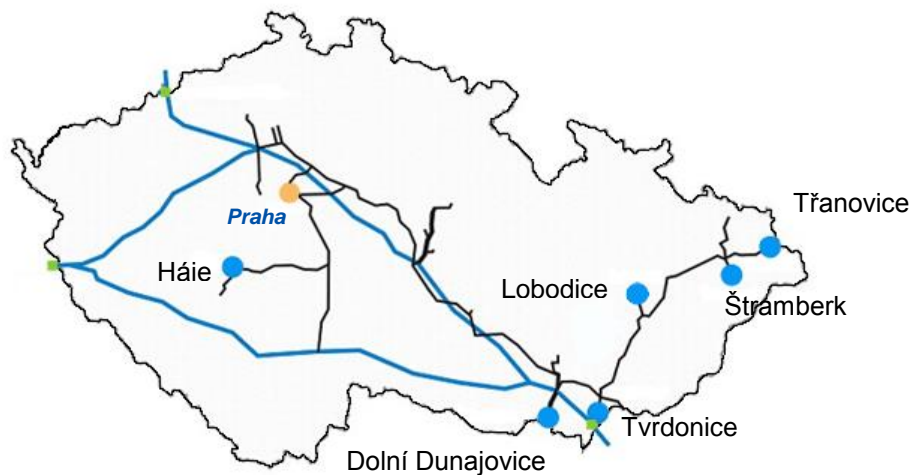 Třanovice
Praha
Háie
Lobodice
Štramberk
Tvrdonice
Dolní Dunajovice